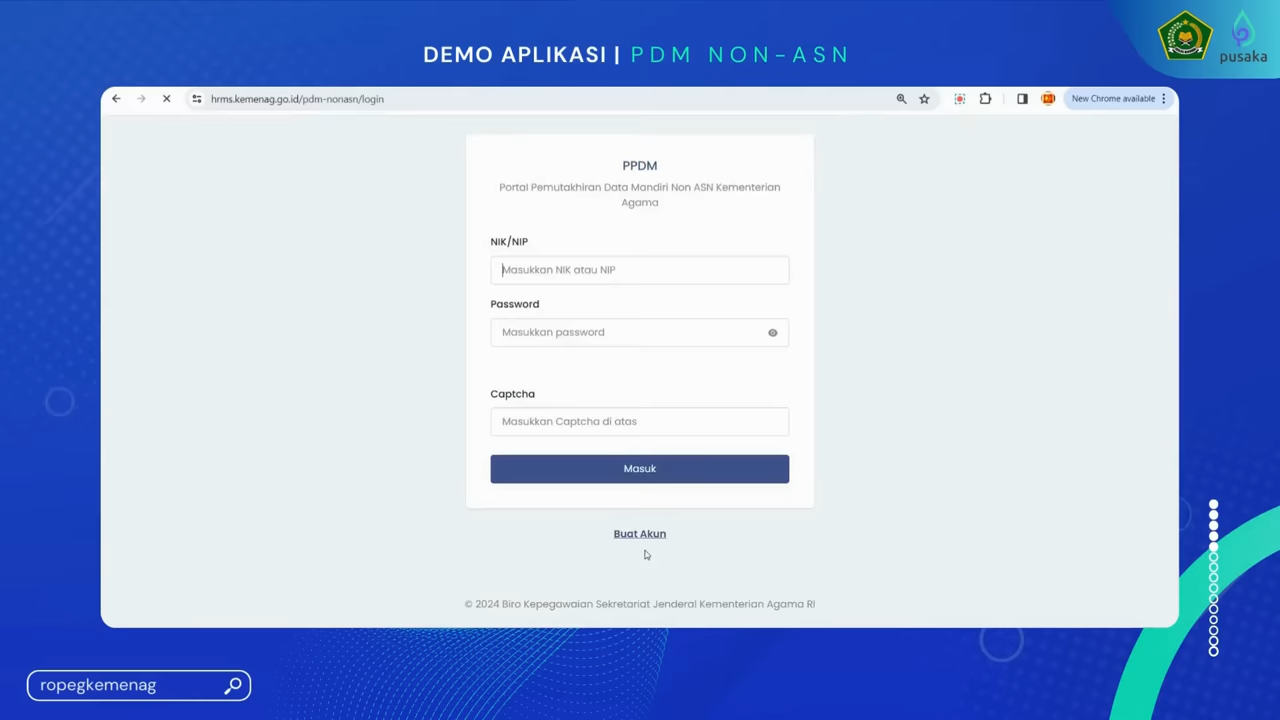 DEMO APLIKASI | PDM NON-ASN
pusaka
hrms.kemenag.go.id/pdm-nonasn/login
New Chrome available
PPDM
Portal Pemutakhiran Data Mandiri Non ASN Kementerian
Agama
NIK/NIP
Masukkan NIK atau NIP
Password
Masukkan password
Captcha
Masukkan Captcha di atas
Masuk
Buat Akun
© 2024 Biro Kepegawaian Sekretariat Jenderal Kementerian Agama RI
ropegkemenag